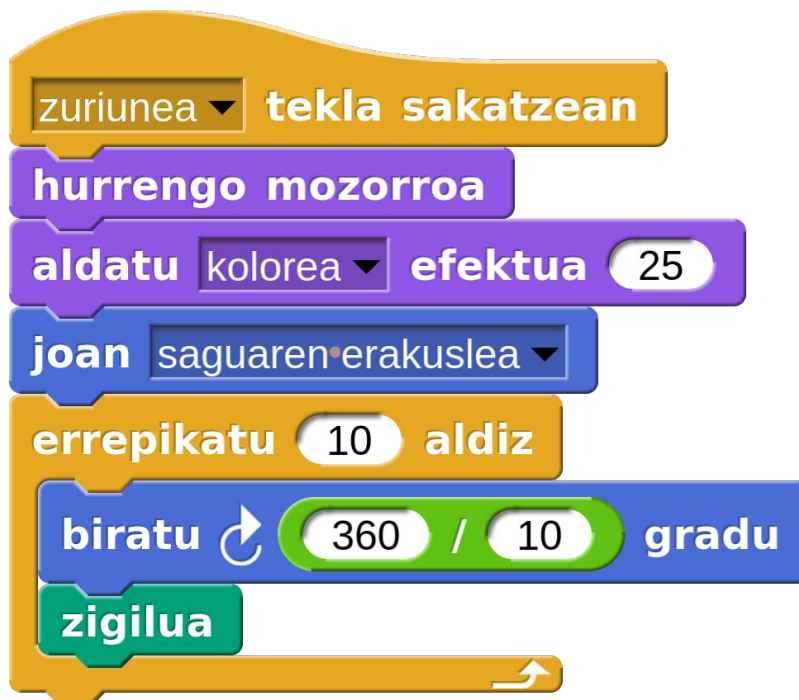 zuriunea tekla sakatzean
hurrengo mozorroa
aldatu kolorea efektua 25
joan saguaren•erakuslea
errepikatu 10 aldiz
biratu 360 / 10 gradu
zigilua